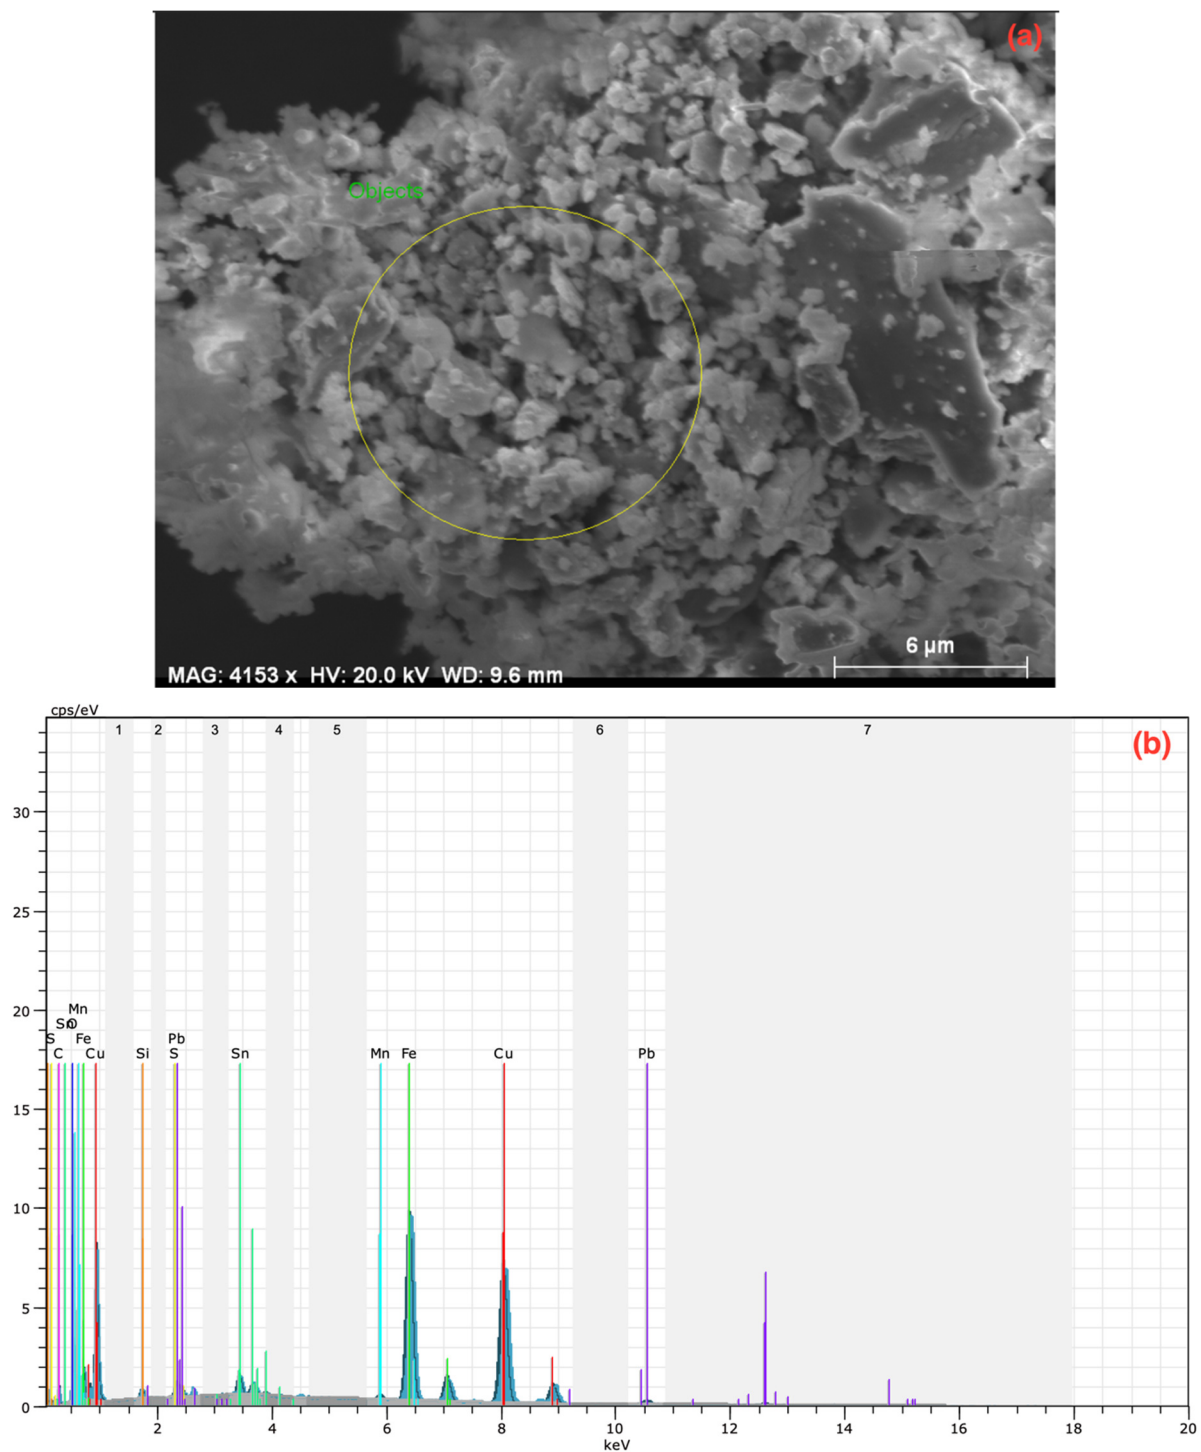 (a)
Objects
6 µm
MAG: 4153 x HV: 20.0 kV WD: 9.6 mm
cps/eV
1 2 3 4 5 6 7
(b)
30
25
20
15
10
5
0
Mn
Sn O
S Fe Pb
C Cu Si S Sn Mn Fe Cu Pb
2 4 6 8 10 12 14 16 18 20
keV